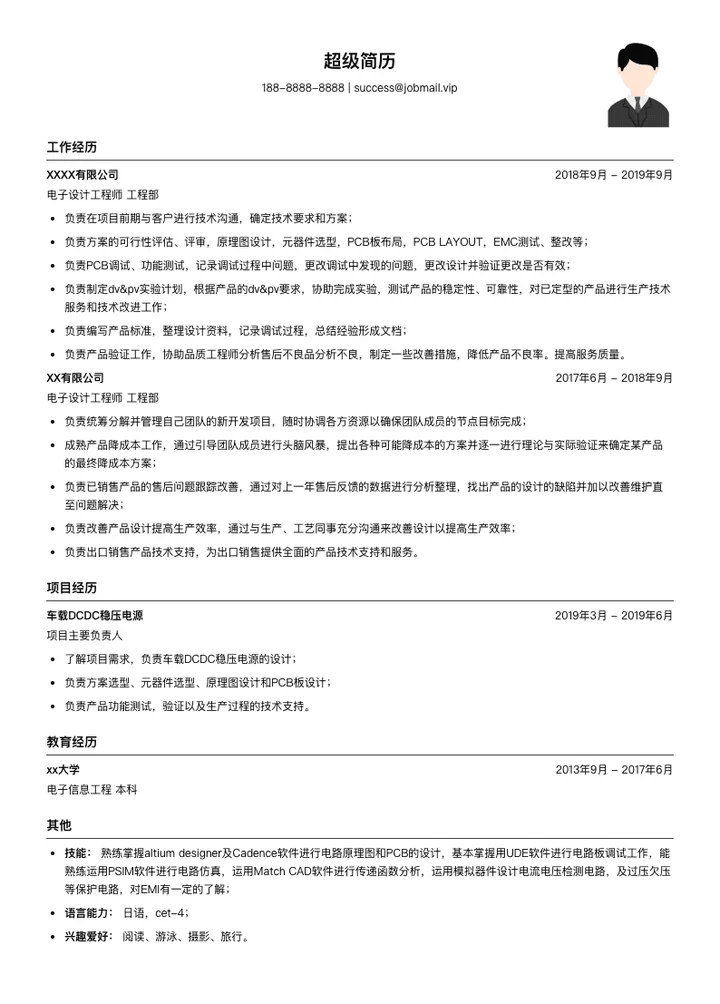 超级简历
188-8888-8888 | success@jobmail.vip
工作经历
XXXX有限公司 2018年9月 - 2019年9月
电子设计工程师 工程部
• 负责在项目前期与客户进行技术沟通，确定技术要求和方案；
• 负责方案的可行性评估、评审，原理图设计，元器件选型，PCB板布局，PCB LAYOUT，EMC测试、整改等；
• 负责PCB调试、功能测试，记录调试过程中问题，更改调试中发现的问题，更改设计并验证更改是否有效；
• 负责制定dv&pv实验计划，根据产品的dv&pv要求，协助完成实验，测试产品的稳定性、可靠性，对已定型的产品进行生产技术
服务和技术改进工作；
• 负责编写产品标准，整理设计资料，记录调试过程，总结经验形成文档；
• 负责产品验证工作，协助品质工程师分析售后不良品分析不良，制定一些改善措施，降低产品不良率。提高服务质量。
XX有限公司 2017年6月 - 2018年9月
电子设计工程师 工程部
• 负责统筹分解并管理自己团队的新开发项目，随时协调各方资源以确保团队成员的节点目标完成；
• 成熟产品降成本工作，通过引导团队成员进行头脑风暴，提出各种可能降成本的方案并逐一进行理论与实际验证来确定某产品
的最终降成本方案；
• 负责已销售产品的售后问题跟踪改善，通过对上一年售后反馈的数据进行分析整理，找出产品的设计的缺陷并加以改善维护直
至问题解决；
• 负责改善产品设计提高生产效率，通过与生产、工艺同事充分沟通来改善设计以提高生产效率；
• 负责出口销售产品技术支持，为出口销售提供全面的产品技术支持和服务。
项目经历
车载DCDC稳压电源 2019年3月 - 2019年6月
项目主要负责人
• 了解项目需求，负责车载DCDC稳压电源的设计；
• 负责方案选型、元器件选型、原理图设计和PCB板设计；
• 负责产品功能测试，验证以及生产过程的技术支持。
教育经历
xx大学 2013年9月 - 2017年6月
电子信息工程 本科
其他
• 技能： 熟练掌握altium designer及Cadence软件进行电路原理图和PCB的设计，基本掌握用UDE软件进行电路板调试工作，能
熟练运用PSIM软件进行电路仿真，运用Match CAD软件进行传递函数分析，运用模拟器件设计电流电压检测电路，及过压欠压
等保护电路，对EMI有一定的了解；
• 语言能力： 日语，cet-4；
• 兴趣爱好： 阅读、游泳、摄影、旅行。